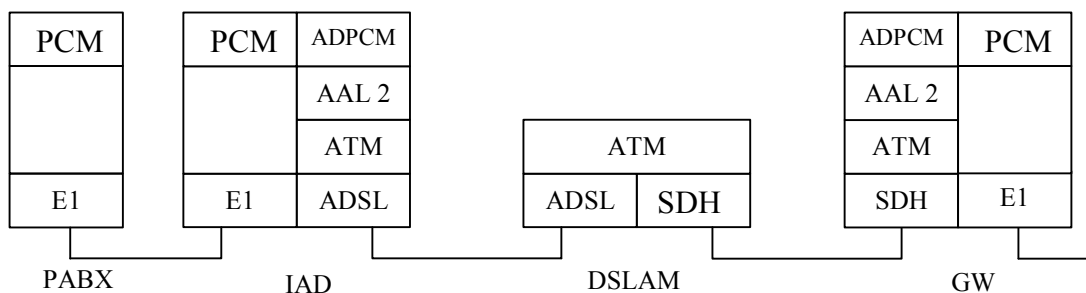 PCM PCM ADPCM ADPCM PCM
AAL 2 AAL 2
ATM ATM ATM
E1 E1 ADSL ADSL SDH SDH E1
PABX IAD DSLAM GW